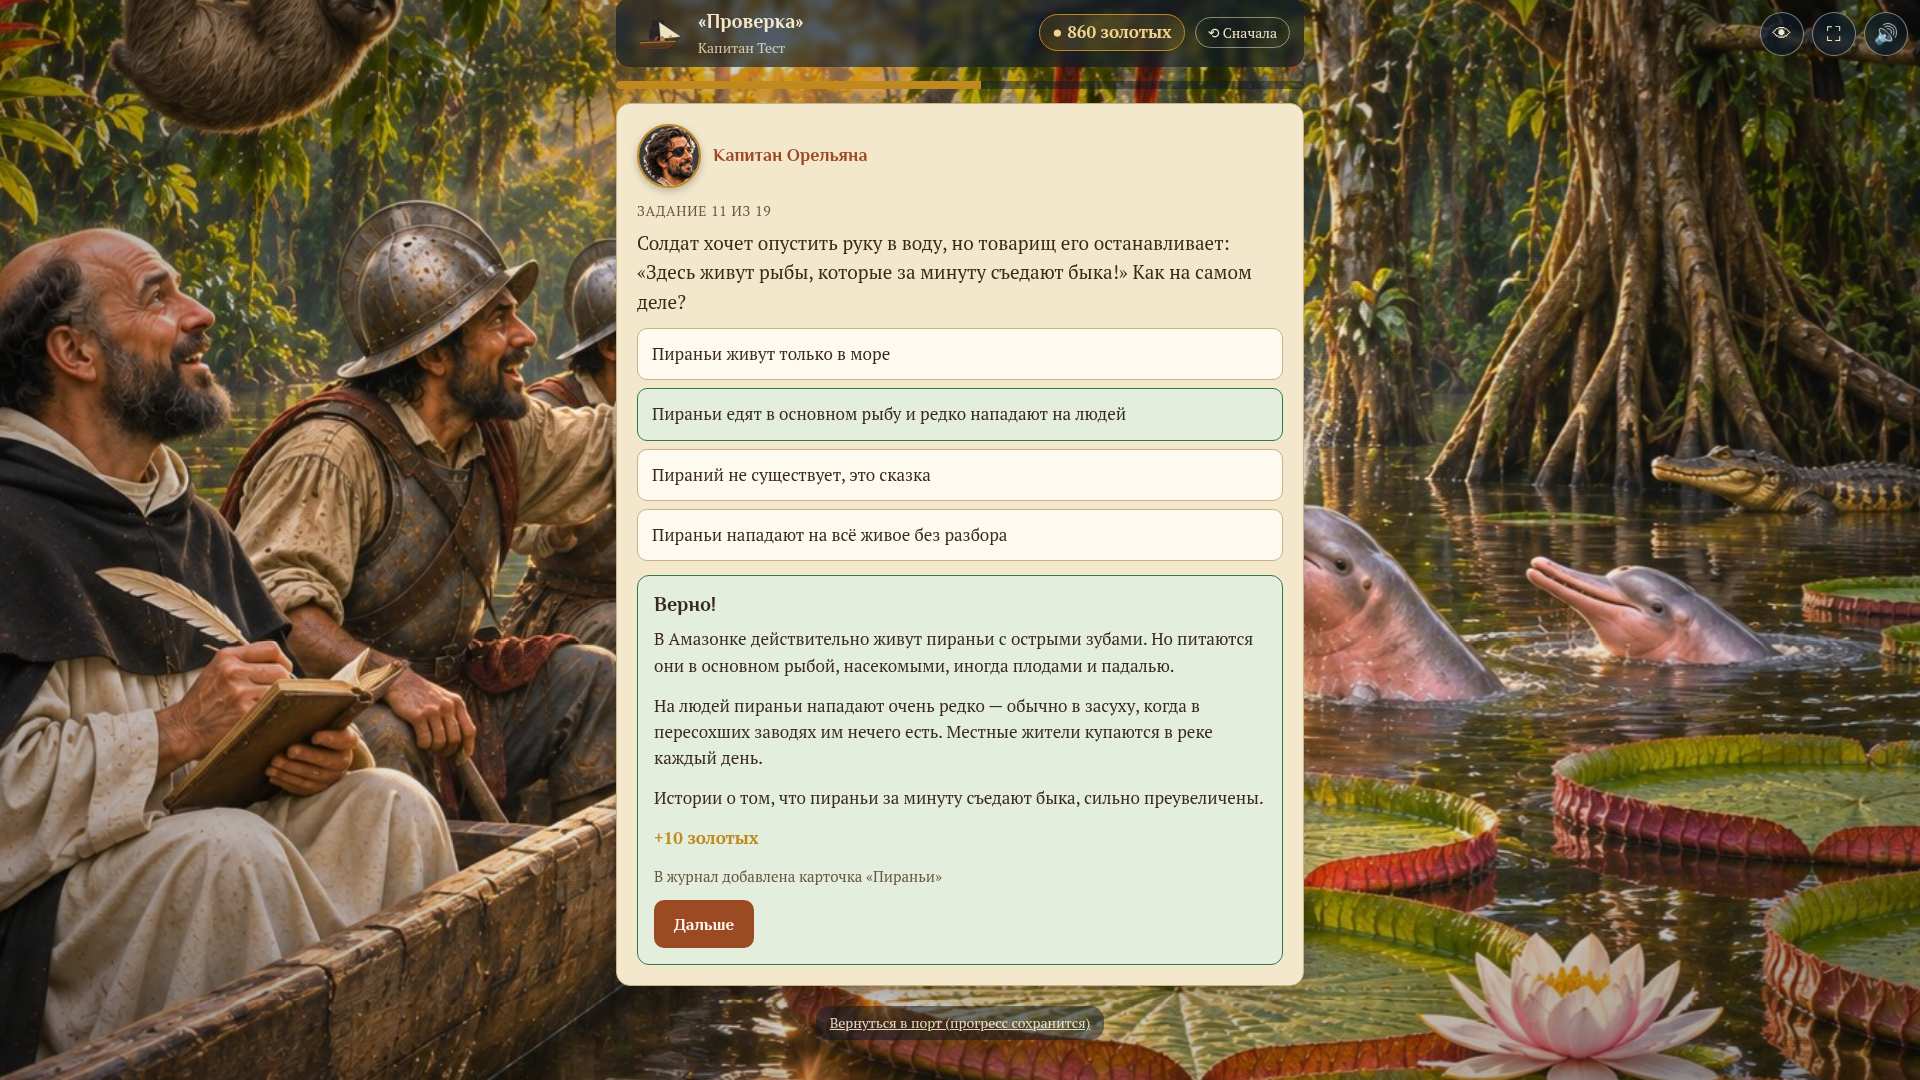 «Проверка»
Капитан Тест
● 860 золотых
⟲ Сначала
Капитан Орельяна
ЗАДАНИЕ 11 ИЗ 19
Солдат хочет опустить руку в воду, но товарищ его останавливает:
«Здесь живут рыбы, которые за минуту съедают быка!» Как на самом
деле?
Пираньи живут только в море
Пираньи едят в основном рыбу и редко нападают на людей
Пираний не существует, это сказка
Пираньи нападают на всё живое без разбора
Верно!
В Амазонке действительно живут пираньи с острыми зубами. Но питаются
они в основном рыбой, насекомыми, иногда плодами и падалью.
На людей пираньи нападают очень редко — обычно в засуху, когда в
пересохших заводях им нечего есть. Местные жители купаются в реке
каждый день.
Истории о том, что пираньи за минуту съедают быка, сильно преувеличены.
+10 золотых
В журнал добавлена карточка «Пираньи»
Дальше
Вернуться в порт (прогресс сохранится)